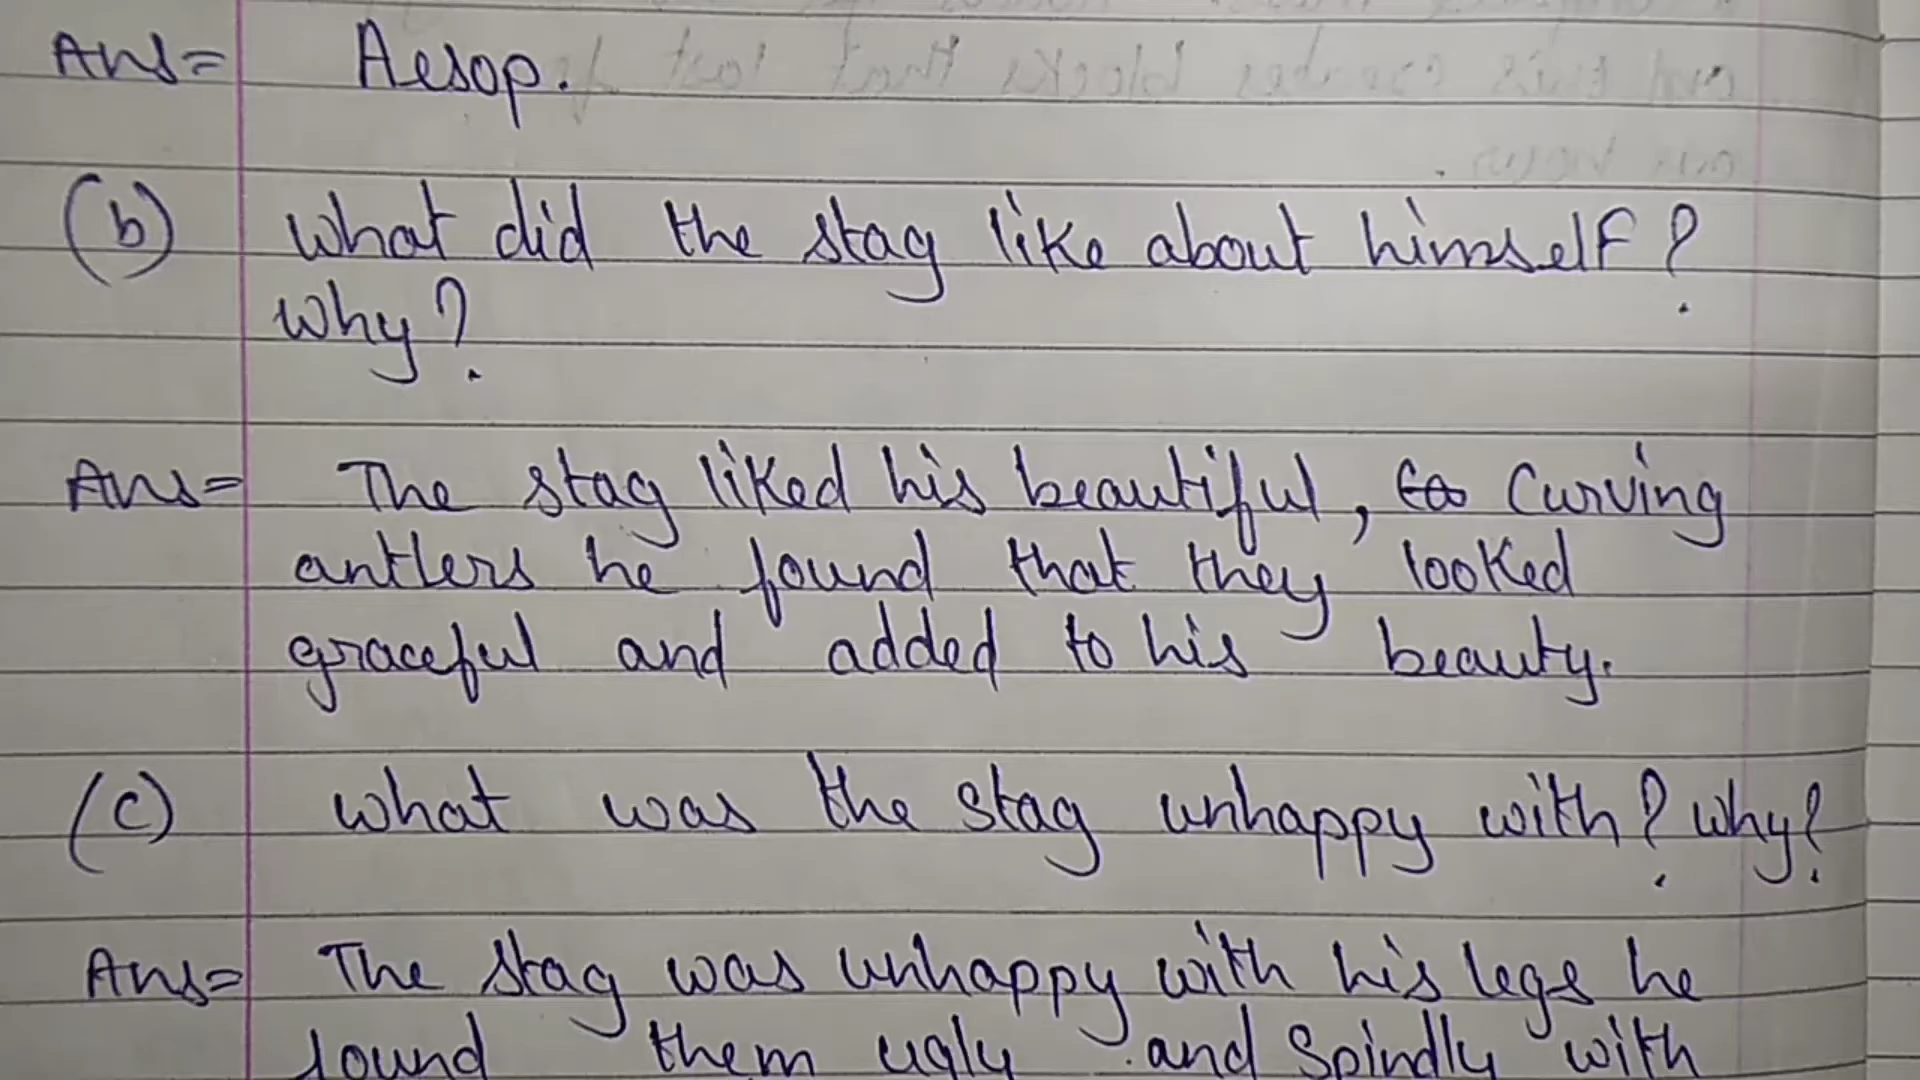 Ans= Aesop.
(b) What did the stag like about himself?
why?
Ans= The stag liked his beautiful, Curving
antlers he found that they looked
graceful and added to his beauty.
(c) what was the stag unhappy with? why?
Ans= The stag was unhappy with his legs he
found them ugly and Spindly with